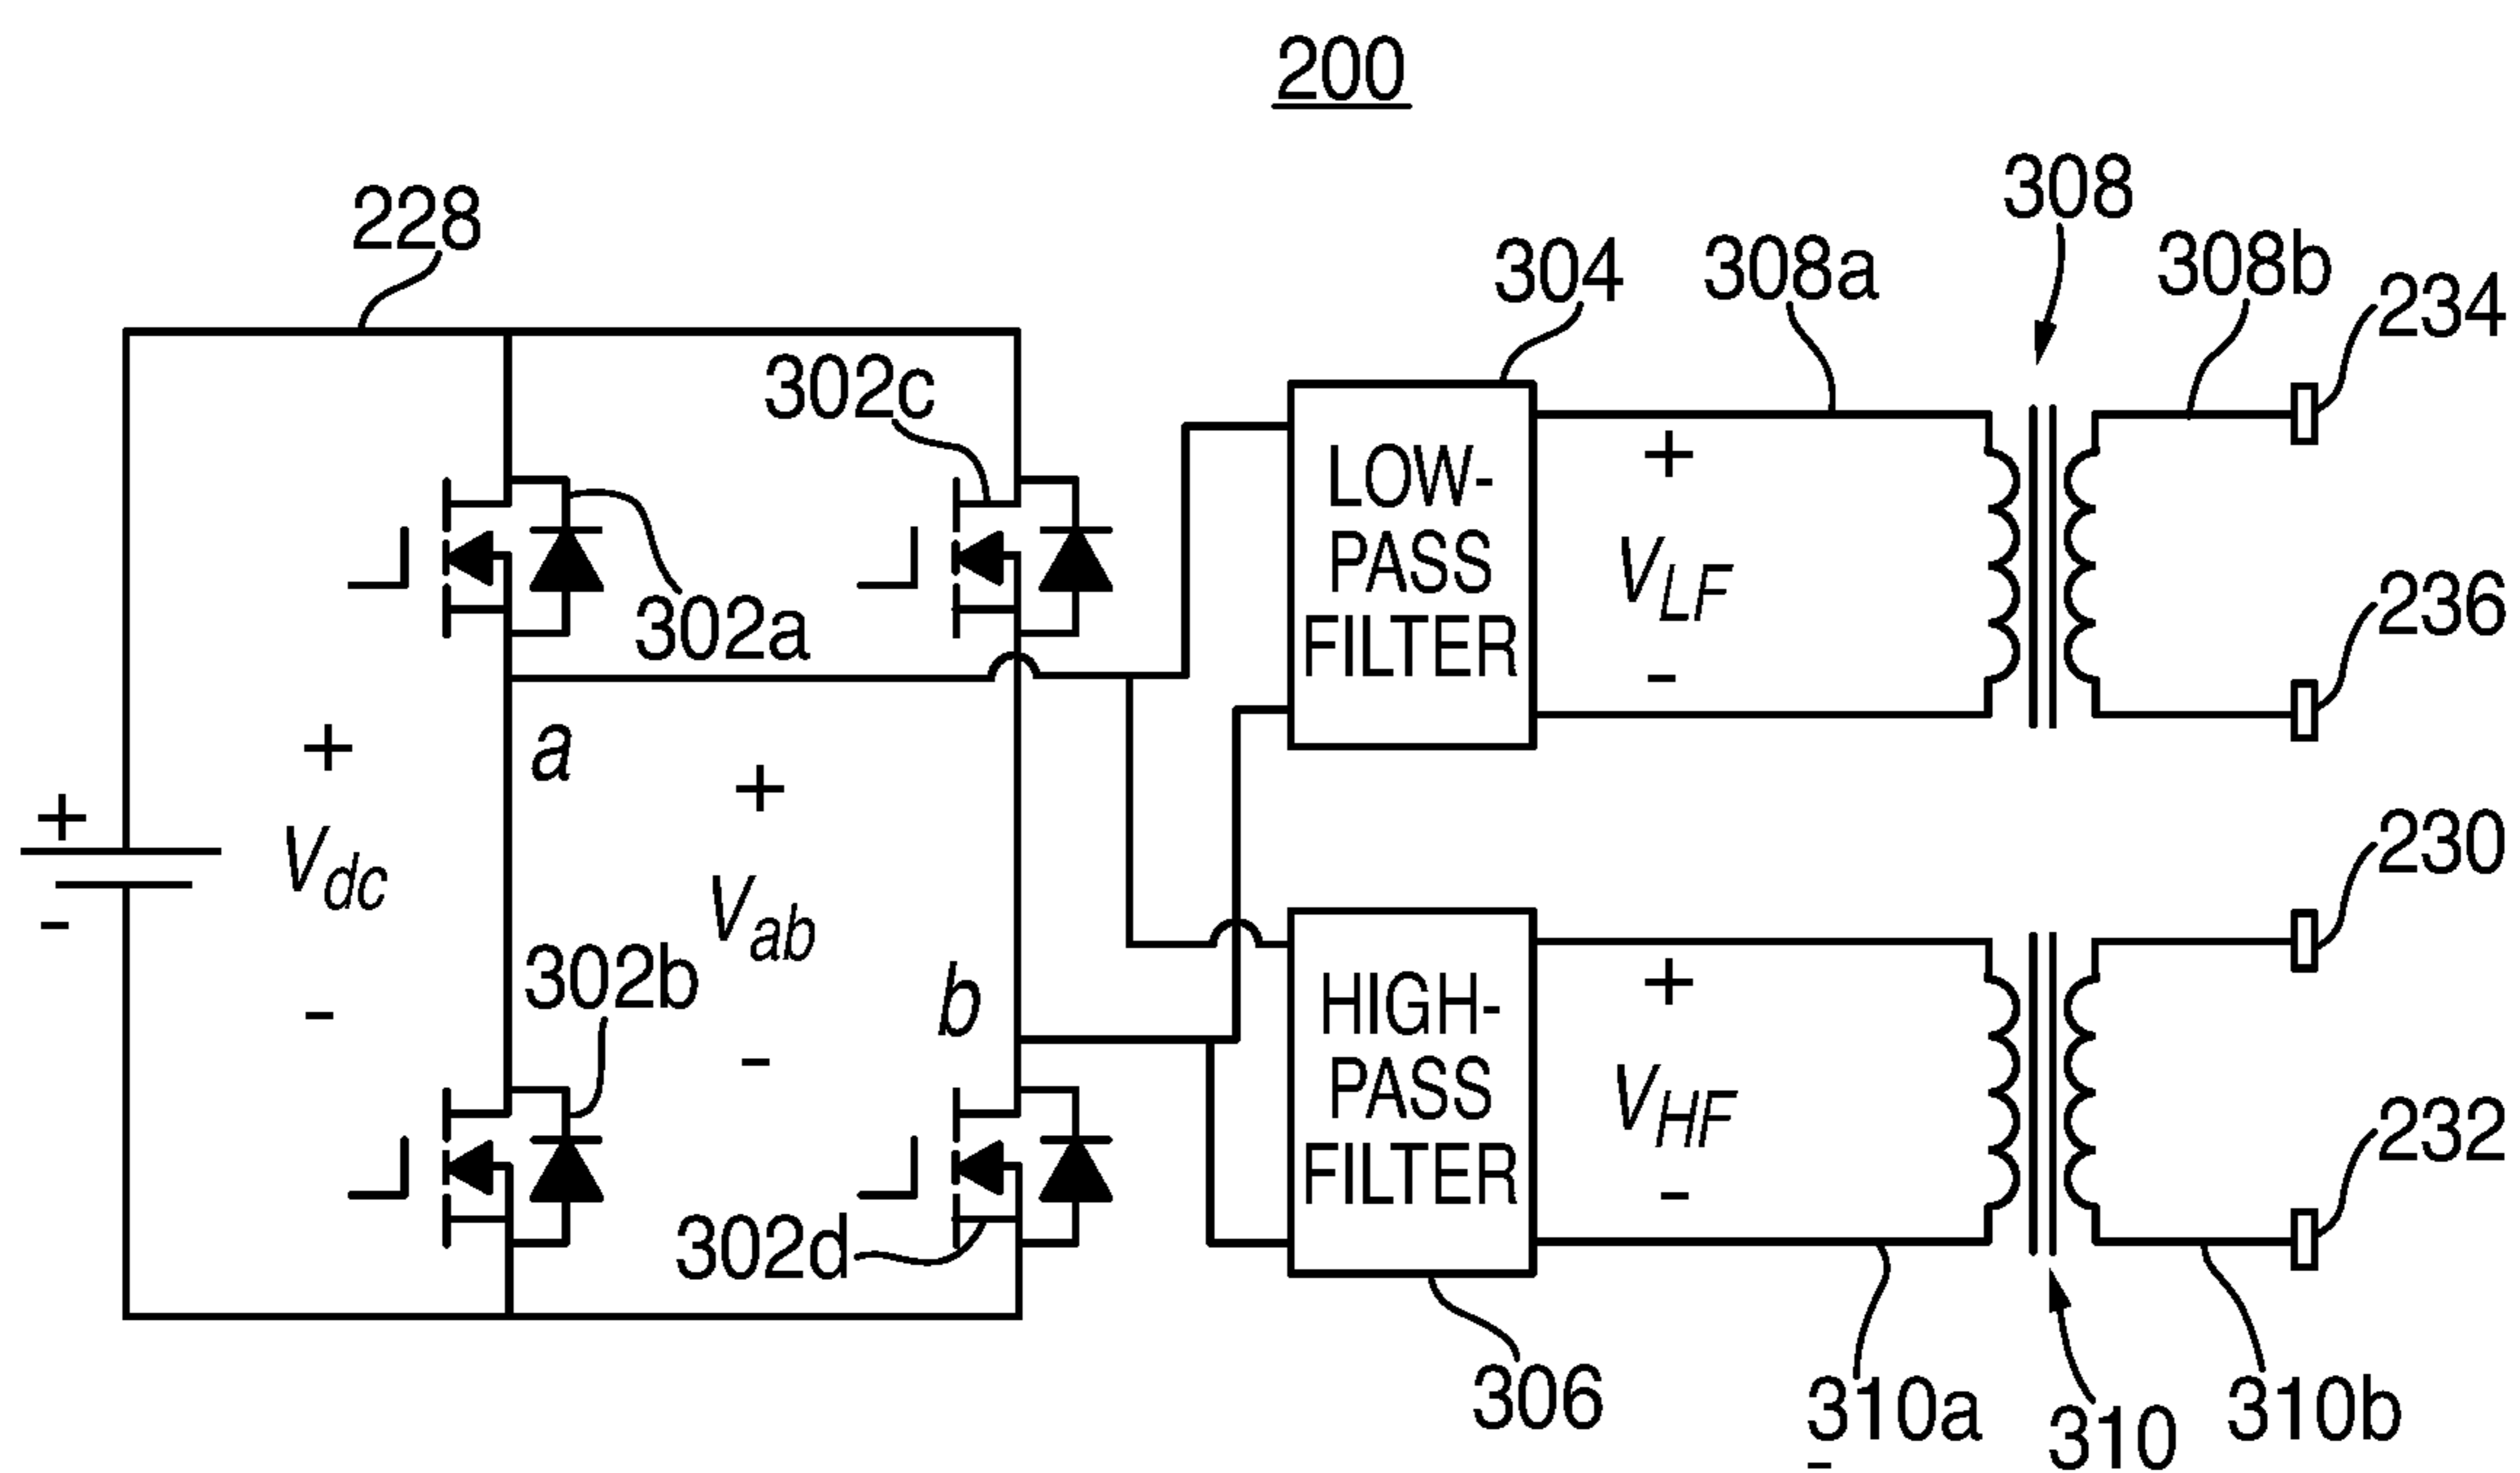 200
308
228
304
308a
308b
234
302c
LOW-
PASS
FILTER
+
V_LF
-
236
302a
a
+
V_dc
-
+
-
+
V_ab
-
b
302b
302d
230
HIGH-
PASS
FILTER
+
V_HF
-
232
306
310a
-
310
310b